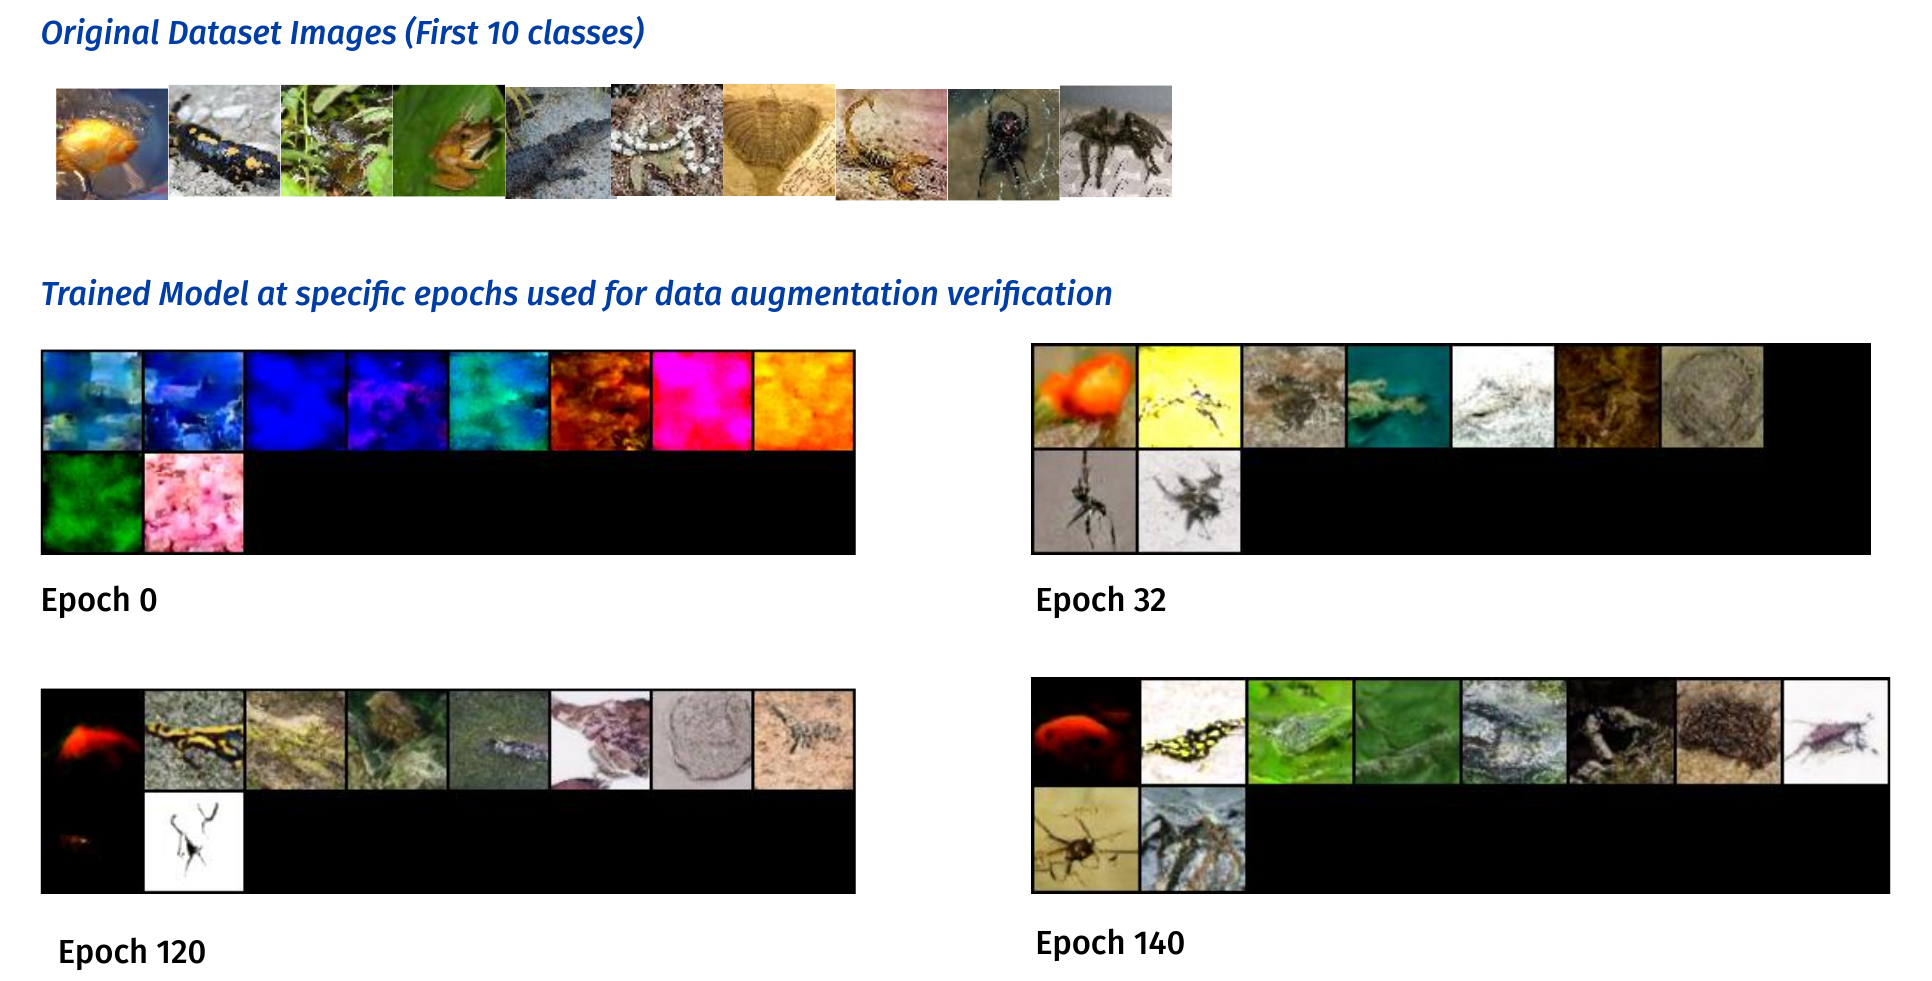 Original Dataset Images (First 10 classes)
Trained Model at specific epochs used for data augmentation verification
Epoch 0
Epoch 32
Epoch 120
Epoch 140